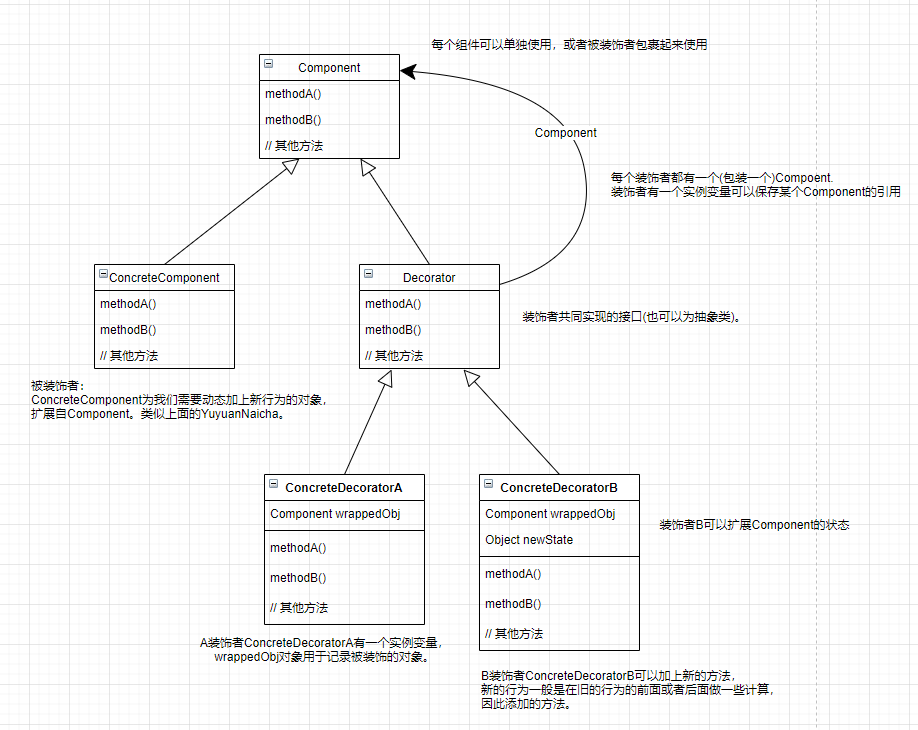 每个组件可以单独使用，或者被装饰者包裹起来使用
Component
methodA()
methodB()
// 其他方法
Component
每个装饰者都有一个(包装一个)Compoent.
装饰者有一个实例变量可以保存某个Component的引用
ConcreteComponent
methodA()
methodB()
// 其他方法
Decorator
methodA()
methodB()
// 其他方法
装饰者共同实现的接口(也可以为抽象类)。
被装饰者：
ConcreteComponent为我们需要动态加上新行为的对象，
扩展自Component。类似上面的YuyuanNaicha。
ConcreteDecoratorA
Component wrappedObj
methodA()
methodB()
// 其他方法
ConcreteDecoratorB
Component wrappedObj
Object newState
methodA()
methodB()
// 其他方法
装饰者B可以扩展Component的状态
A装饰者ConcreteDecoratorA有一个实例变量，
wrappedObj对象用于记录被装饰的对象。
B装饰者ConcreteDecoratorB可以加上新的方法，
新的行为一般是在旧的行为的前面或者后面做一些计算，
因此添加的方法。